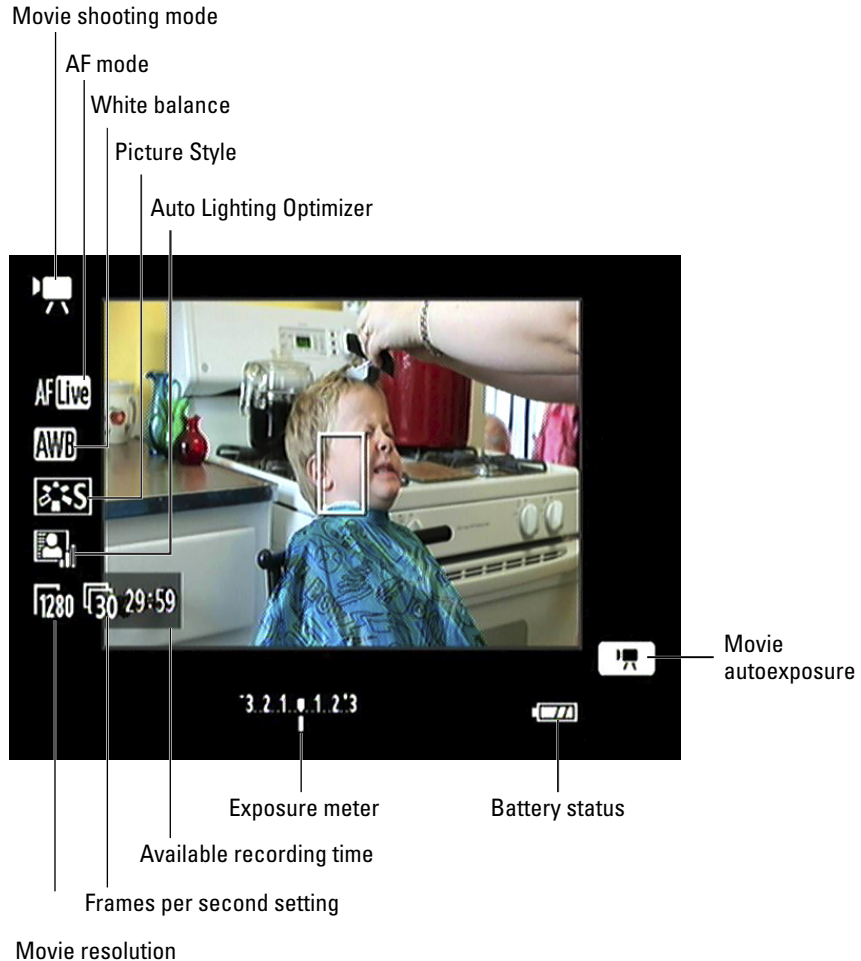 Movie shooting mode
AF mode
White balance
Picture Style
Auto Lighting Optimizer
AF Live
AWB
S
1280 30 29:59
Movie
autoexposure
-3..2..1..1..2..+3
Exposure meter
Battery status
Available recording time
Frames per second setting
Movie resolution